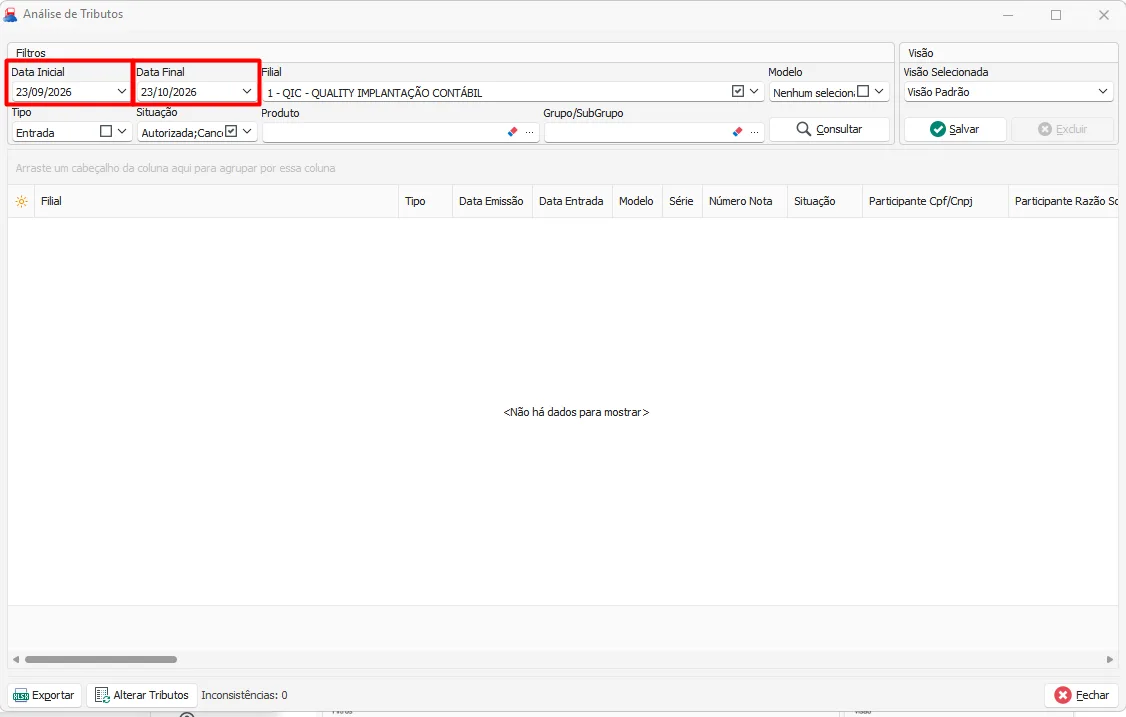 Análise de Tributos
Filtros
Visão
Data Inicial
Data Final
Filial
Modelo
Visão Selecionada
23/09/2026
23/10/2026
1 - QIC - QUALITY IMPLANTAÇÃO CONTÁBIL
Nenhum selecion
Visão Padrão
Tipo
Situação
Produto
Grupo/SubGrupo
Entrada
Autorizada;Canc
...
...
Consultar
Salvar
Excluir
Arraste um cabeçalho da coluna aqui para agrupar por essa coluna
Filial
Tipo
Data Emissão
Data Entrada
Modelo
Série
Número Nota
Situação
Participante Cpf/Cnpj
Participante Razão So
<Não há dados para mostrar>
XLSX
Exportar
Alterar Tributos
Inconsistências: 0
Fechar